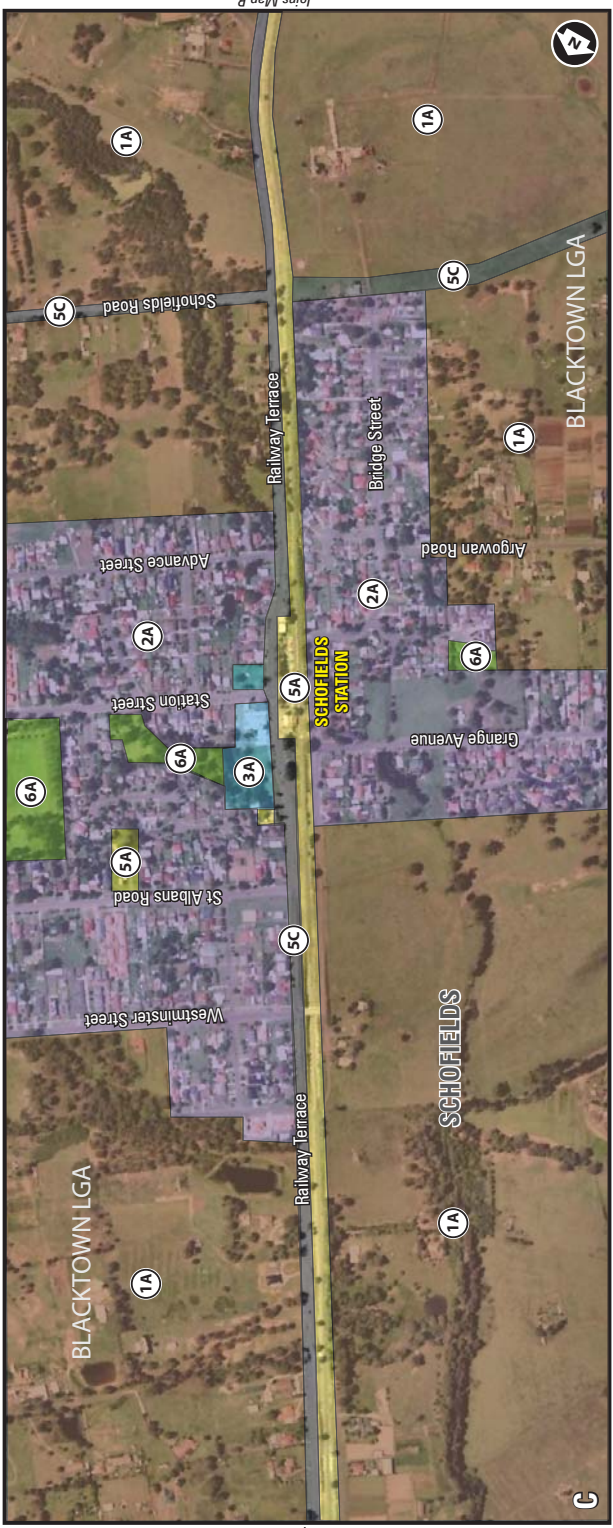 6A
5C
BLACKTOWN LGA
5A
1A
1A
2A
Westminster Street
St Albans Road
Station Street
Advance Street
Schofields Road
6A
3A
Joins Map B
Railway Terrace
5C
5A
Railway Terrace
SCHOFIELDS
STATION
2A
Bridge Street
1A
SCHOFIELDS
1A
Grange Avenue
6A
Argowan Road
5C
1A
BLACKTOWN LGA
C
N